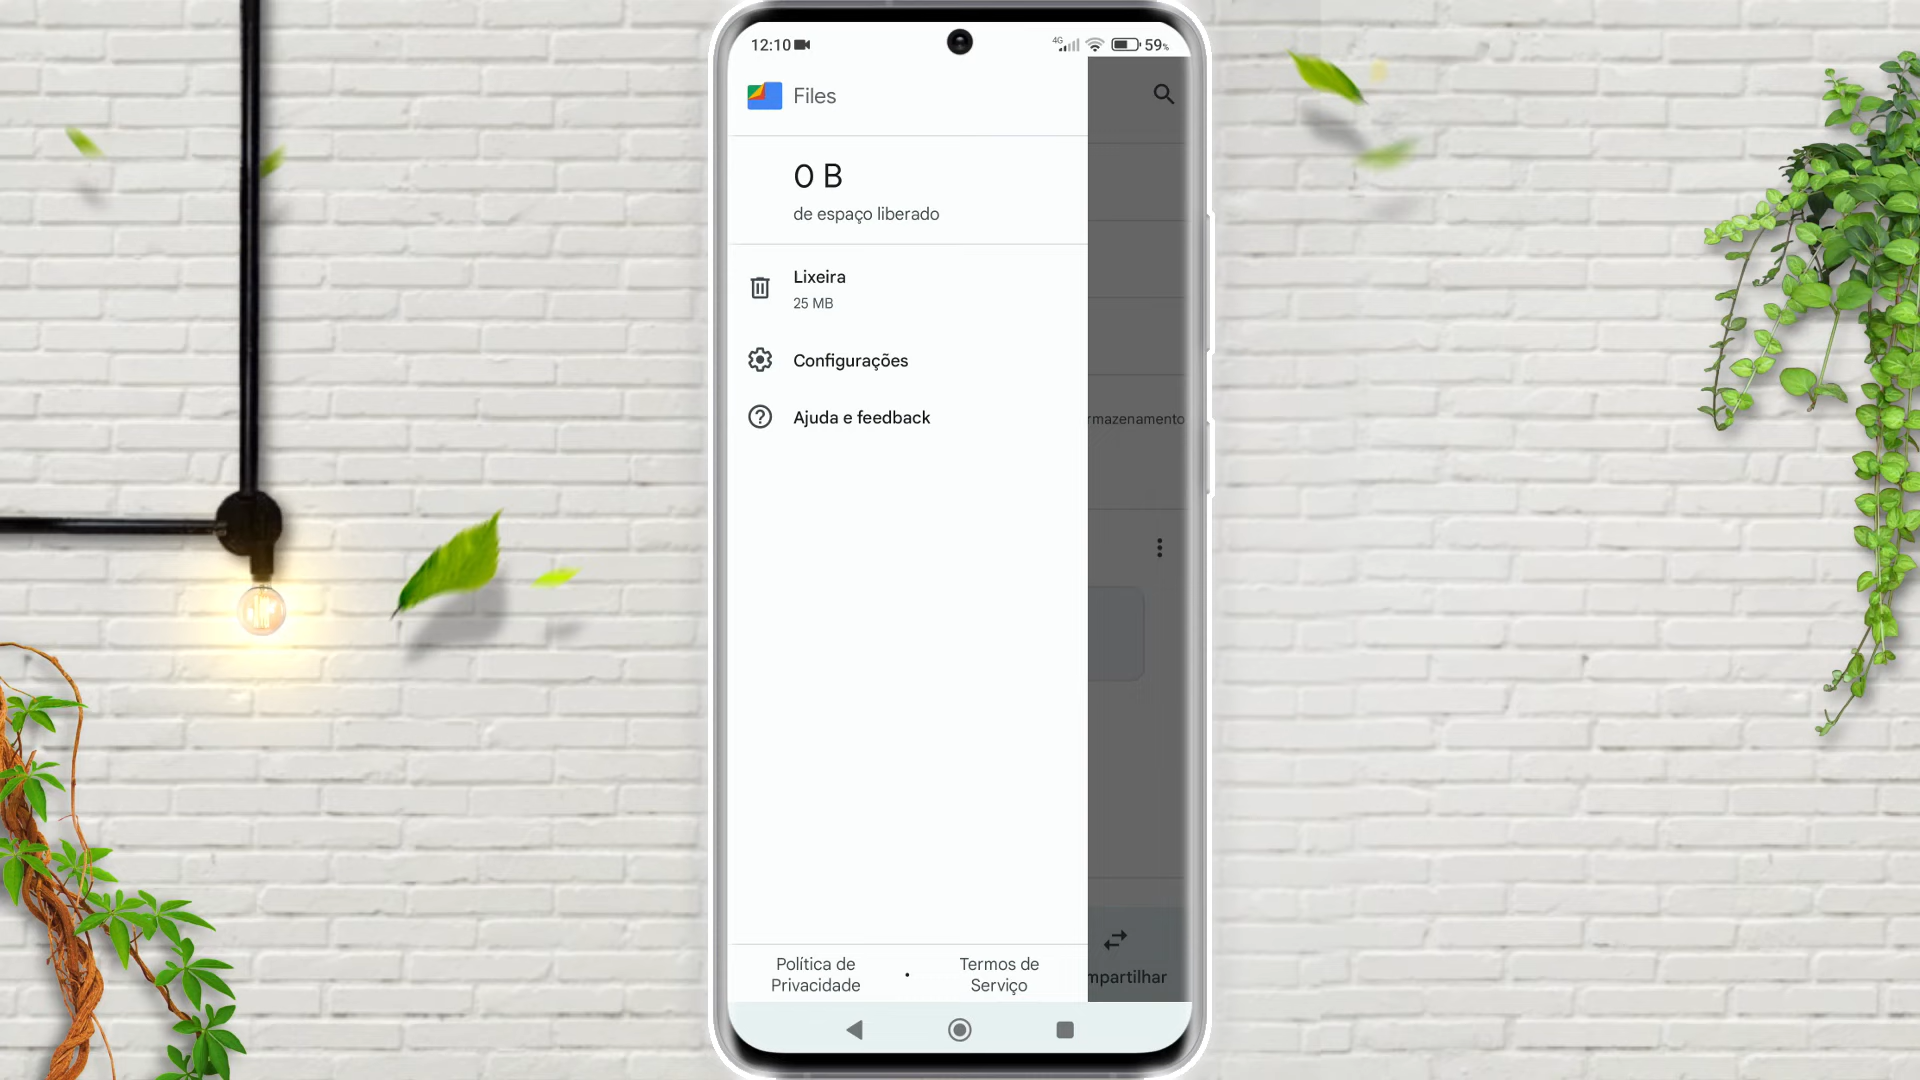 12:10
4G
59%
Files
0 B
de espaço liberado
Lixeira
25 MB
Configurações
Ajuda e feedback
rmazenamento
mpartilhar
Política de
Privacidade
•
Termos de
Serviço